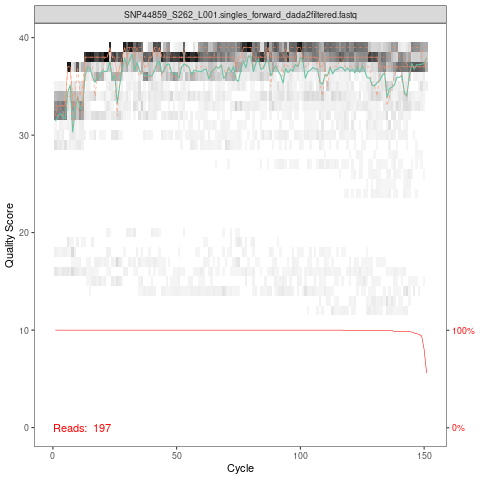 SNP44859_S262_L001.singles_forward_dada2filtered.fastq
40
30
20
10
0
Quality Score
100%
0%
Reads: 197
0 50 100 150
Cycle